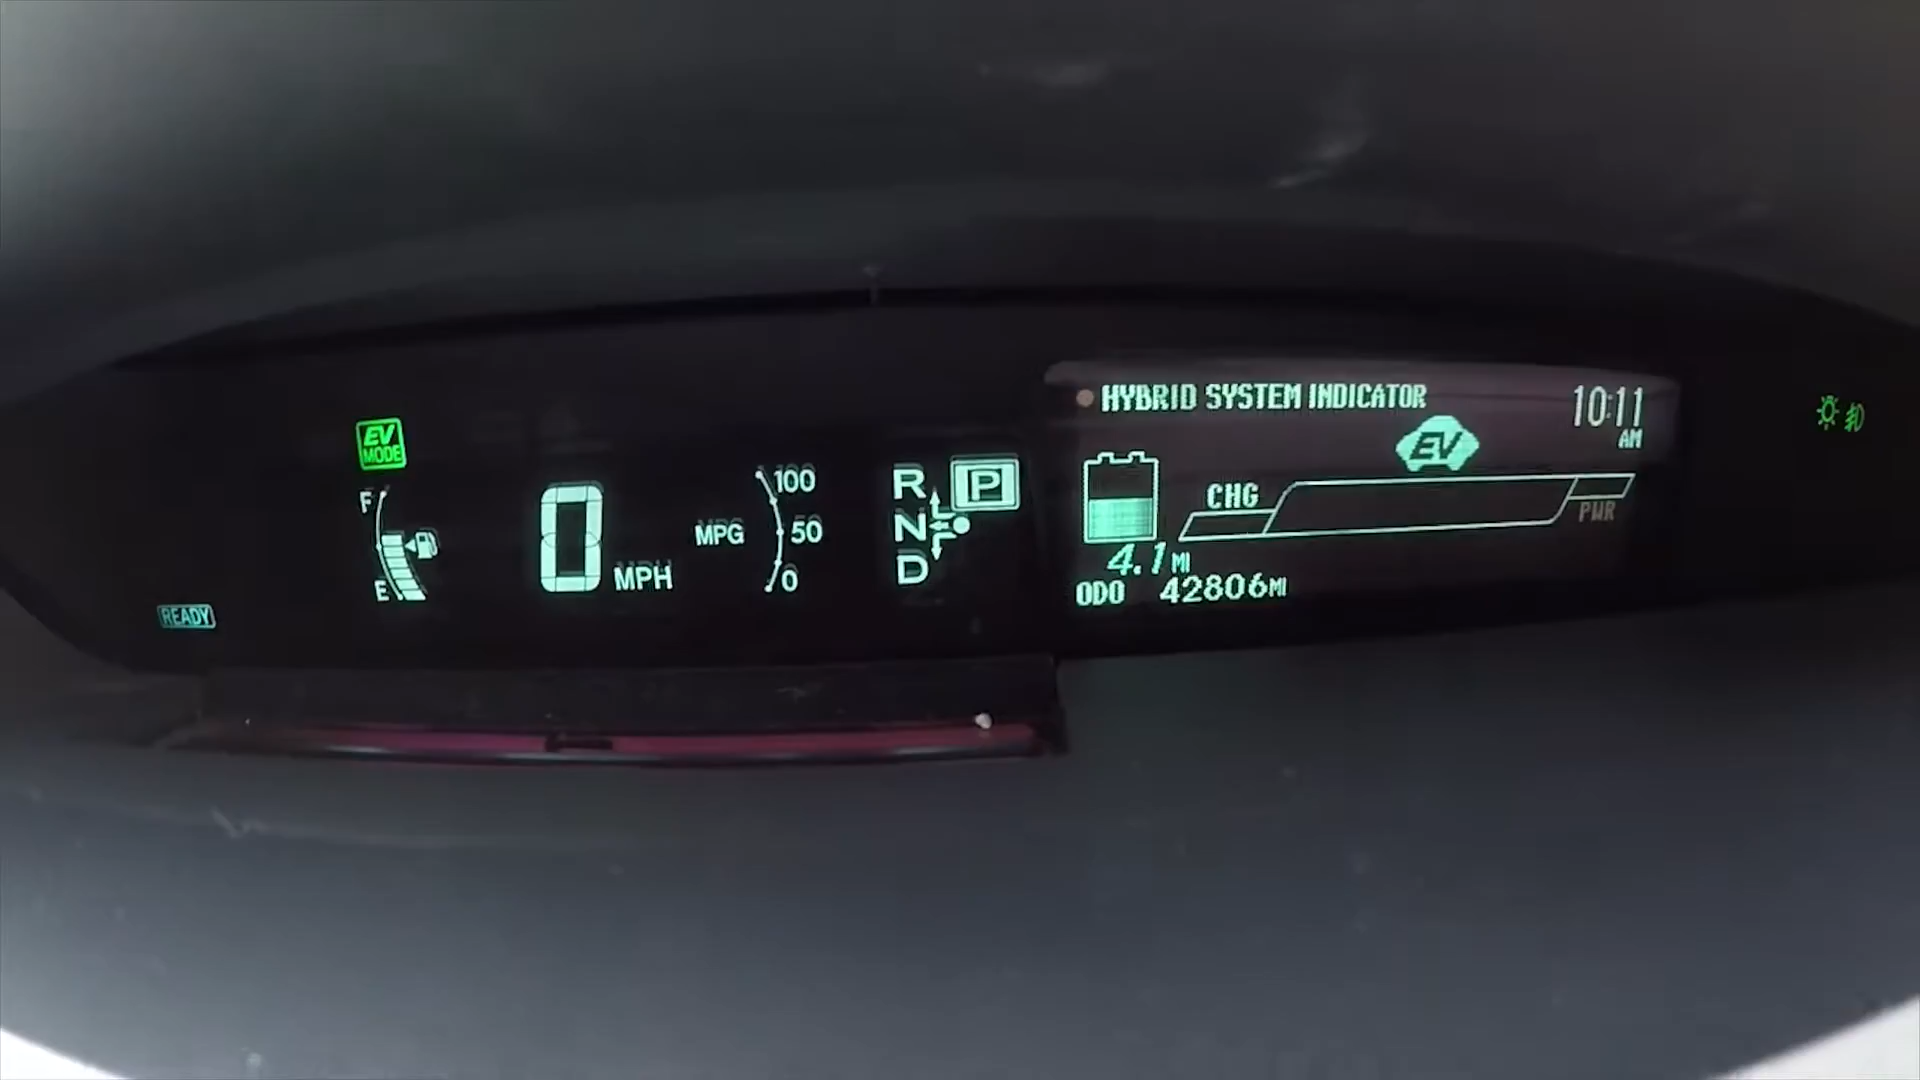 EV
MODE
F
E
READY
0 MPH
MPG
100
50
0
R
N
D
P
HYBRID SYSTEM INDICATOR
10:11
AM
EV
CHG
PWR
4.1 MI
ODO 42806MI